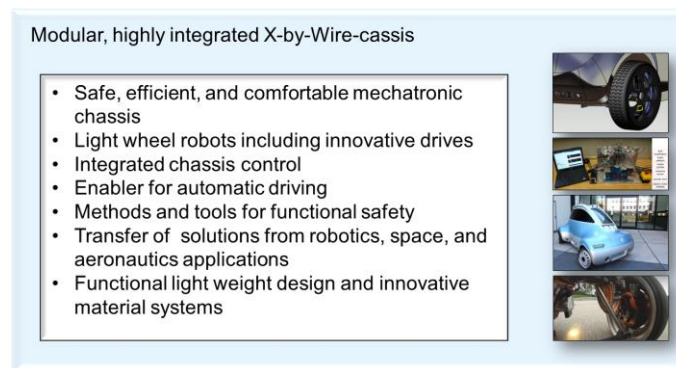 Modular, highly integrated X-by-Wire-cassis
• Safe, efficient, and comfortable mechatronic
chassis
• Light wheel robots including innovative drives
• Integrated chassis control
• Enabler for automatic driving
• Methods and tools for functional safety
• Transfer of solutions from robotics, space, and
aeronautics applications
• Functional light weight design and innovative
material systems